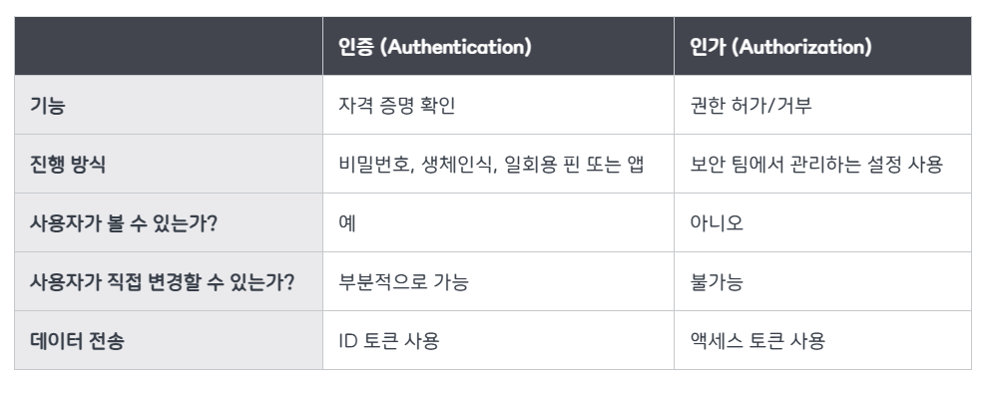 인증 (Authentication) 인가 (Authorization)
기능 자격 증명 확인 권한 허가/거부
진행 방식 비밀번호, 생체인식, 일회용 핀 또는 앱 보안 팀에서 관리하는 설정 사용
사용자가 볼 수 있는가? 예 아니오
사용자가 직접 변경할 수 있는가? 부분적으로 가능 불가능
데이터 전송 ID 토큰 사용 액세스 토큰 사용